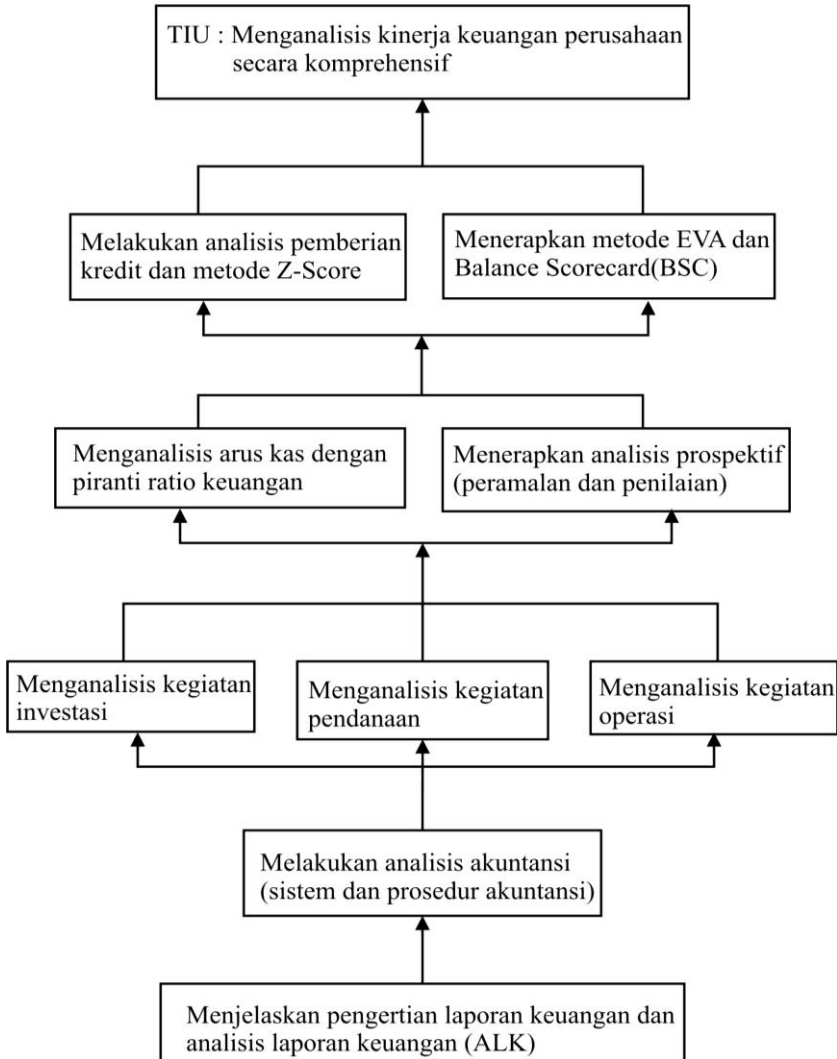 TIU : Menganalisis kinerja keuangan perusahaan
secara komprehensif
Melakukan analisis pemberian
kredit dan metode Z-Score
Menerapkan metode EVA dan
Balance Scorecard(BSC)
Menganalisis arus kas dengan
piranti ratio keuangan
Menerapkan analisis prospektif
(peramalan dan penilaian)
Menganalisis kegiatan
investasi
Menganalisis kegiatan
pendanaan
Menganalisis kegiatan
operasi
Melakukan analisis akuntansi
(sistem dan prosedur akuntansi)
Menjelaskan pengertian laporan keuangan dan
analisis laporan keuangan (ALK)